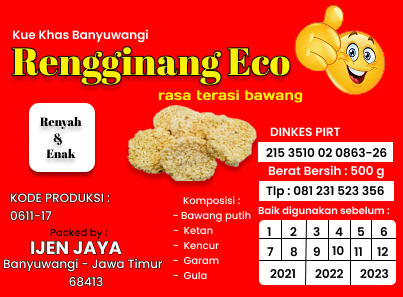 Kue Khas Banyuwangi
Rengginang Eco
rasa terasi bawang
Renyah
&
Enak
DINKES PIRT
215 3510 02 0863-26
Berat Bersih : 500 g
Tlp : 081 231 523 356
Baik digunakan sebelum :
1 2 3 4 5 6
7 8 9 10 11 12
2021 2022 2023
Komposisi :
- Bawang putih
- Ketan
- Kencur
- Garam
- Gula
KODE PRODUKSI :
0611-17
Packed by :
IJEN JAYA
Banyuwangi - Jawa Timur
68413